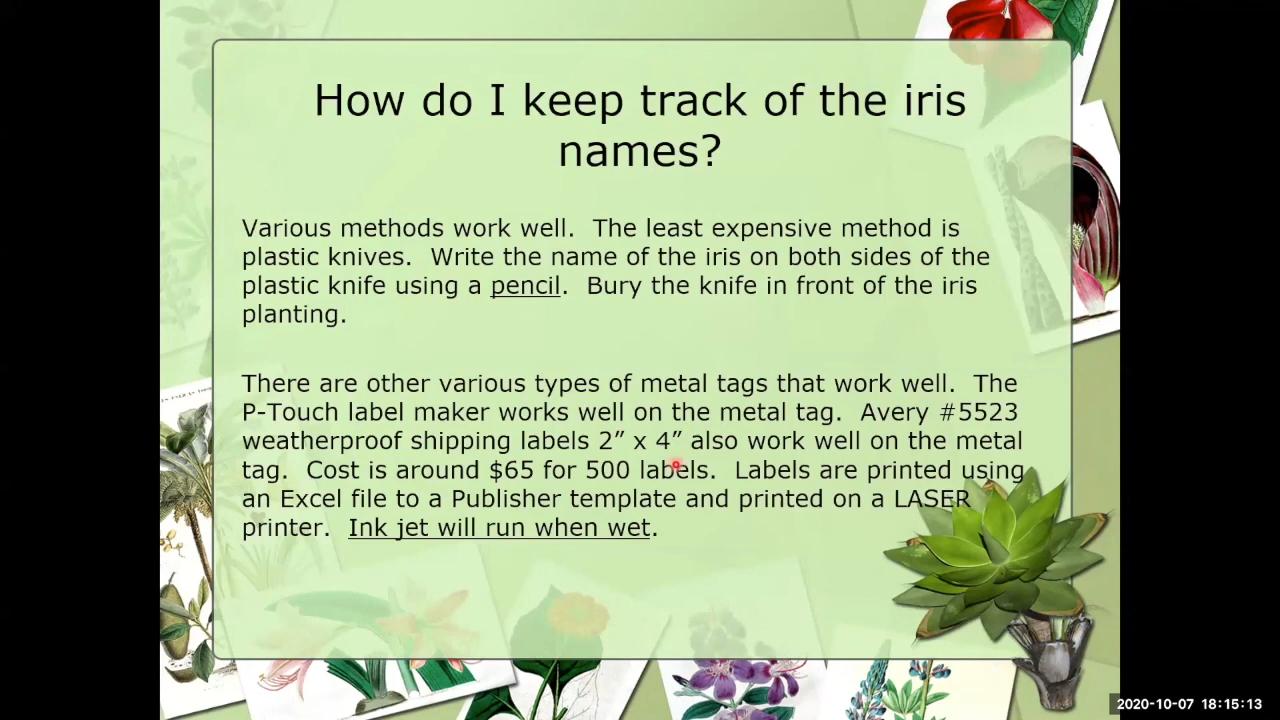 How do I keep track of the iris
names?
Various methods work well.  The least expensive method is
plastic knives.  Write the name of the iris on both sides of the
plastic knife using a pencil.  Bury the knife in front of the iris
planting.
There are other various types of metal tags that work well.  The
P-Touch label maker works well on the metal tag.  Avery #5523
weatherproof shipping labels 2” x 4” also work well on the metal
tag.  Cost is around $65 for 500 labels.  Labels are printed using
an Excel file to a Publisher template and printed on a LASER
printer.  Ink jet will run when wet.
2020-10-07 18:15:13